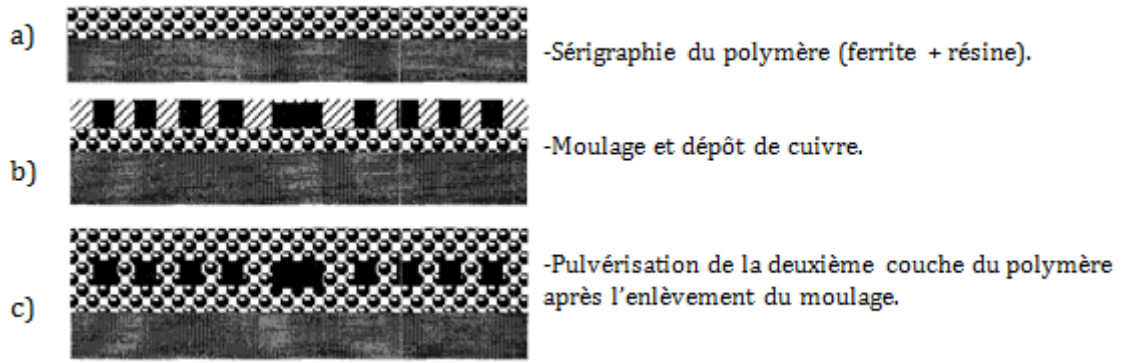 a)
-Sérigraphie du polymère (ferrite + résine).
b)
-Moulage et dépôt de cuivre.
c)
-Pulvérisation de la deuxième couche du polymère
après l'enlèvement du moulage.